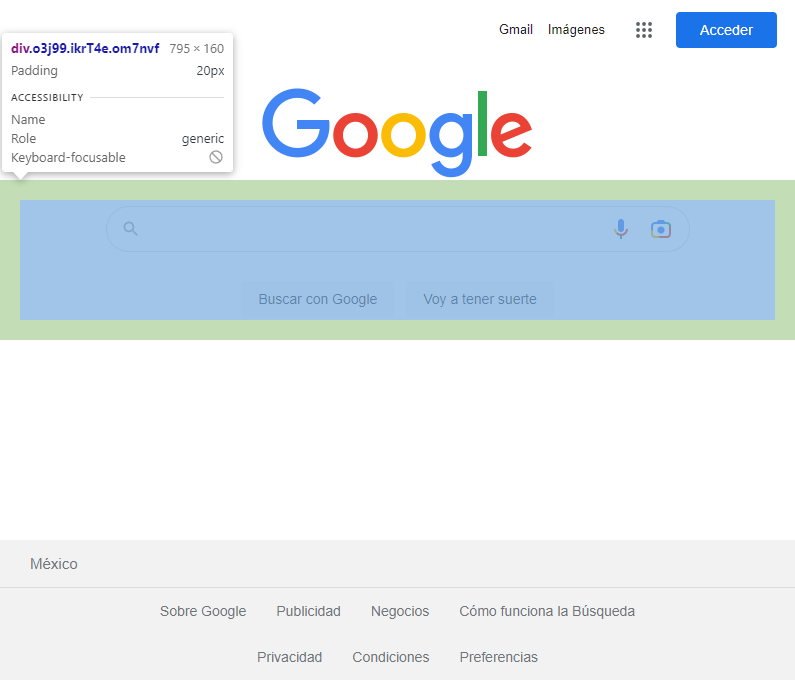 Gmail Imágenes Acceder
div.o3j99.ikrT4e.om7nvf 795 × 160
Padding 20px
ACCESSIBILITY
Name
Role generic
Keyboard-focusable
Google
Buscar con Google Voy a tener suerte
México
Sobre Google Publicidad Negocios Cómo funciona la Búsqueda
Privacidad Condiciones Preferencias